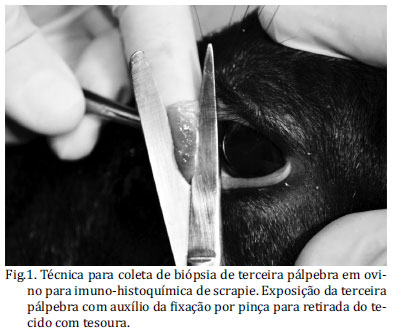 Fig.1. Técnica para coleta de biópsia de terceira pálpebra em ovi-
no para imuno-histoquímica de scrapie. Exposição da terceira
pálpebra com auxílio da fixação por pinça para retirada do te-
cido com tesoura.